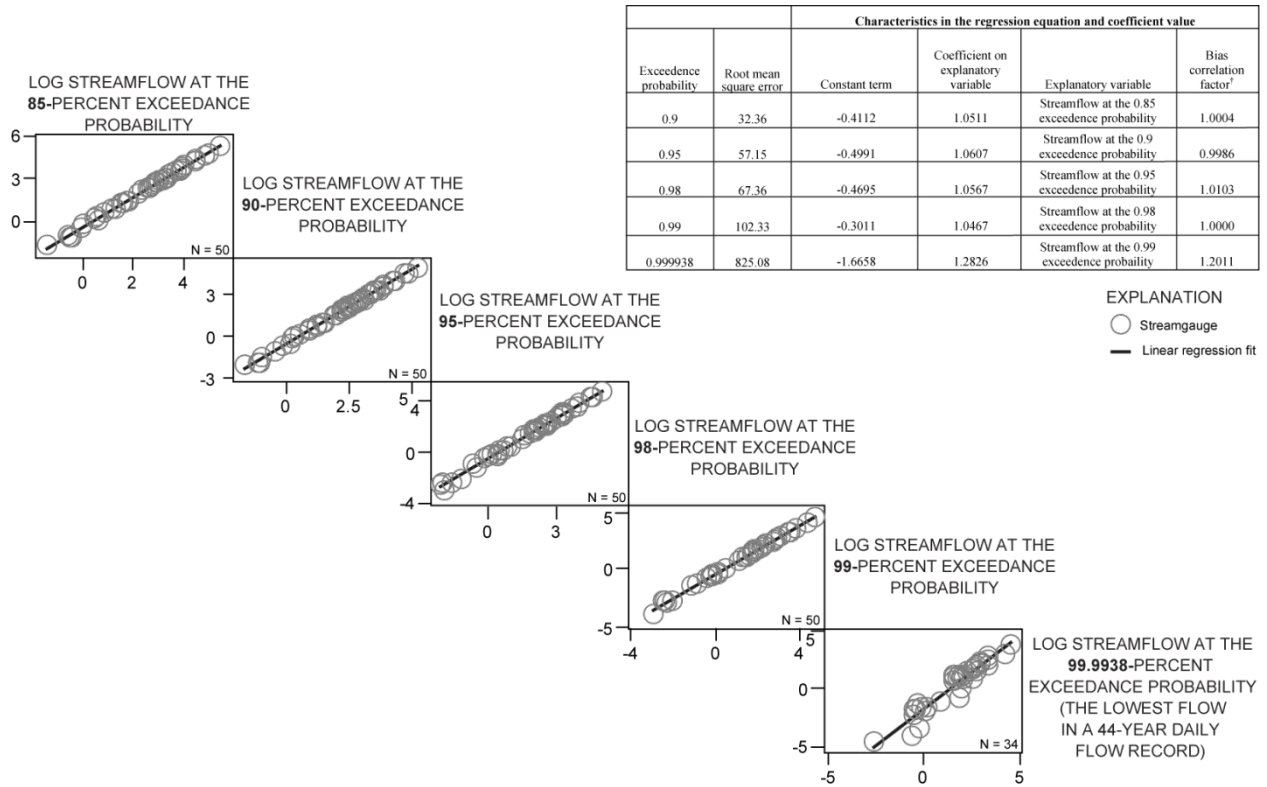 Characteristics in the regression equation and coefficient value
Exceedence
probability
Root mean
square error
Constant term
Coefficient on
explanatory
variable
Explanatory variable
Bias
correlation
factor†
0.9
32.36
-0.4112
1.0511
Streamflow at the 0.85
exceedence probability
1.0004
0.95
57.15
-0.4991
1.0607
Streamflow at the 0.9
exceedence probability
0.9986
0.98
67.36
-0.4695
1.0567
Streamflow at the 0.95
exceedence probability
1.0103
0.99
102.33
-0.3011
1.0467
Streamflow at the 0.98
exceedence probability
1.0000
0.999938
825.08
-1.6658
1.2826
Streamflow at the 0.99
exceedence probaility
1.2011
LOG STREAMFLOW AT THE
85-PERCENT EXCEEDANCE
PROBABILITY
6
3
0
N = 50
0 2 4
LOG STREAMFLOW AT THE
90-PERCENT EXCEEDANCE
PROBABILITY
3
0
-3
N = 50
0 2.5 5
LOG STREAMFLOW AT THE
95-PERCENT EXCEEDANCE
PROBABILITY
4
0
-4
N = 50
0 3
LOG STREAMFLOW AT THE
98-PERCENT EXCEEDANCE
PROBABILITY
5
0
-5
N = 50
-4 0 4
LOG STREAMFLOW AT THE
99-PERCENT EXCEEDANCE
PROBABILITY
5
0
-5
N = 34
-5 0 5
LOG STREAMFLOW AT THE
99.9938-PERCENT
EXCEEDANCE PROBABILITY
(THE LOWEST FLOW
IN A 44-YEAR DAILY
FLOW RECORD)
EXPLANATION
Streamgauge
Linear regression fit